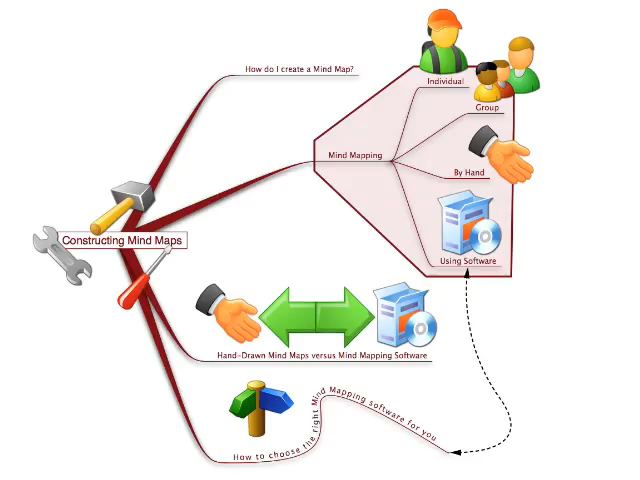 How do I create a Mind Map?
Individual
Group
Mind Mapping
By Hand
Constructing Mind Maps
Using Software
Hand-Drawn Mind Maps versus Mind Mapping Software
How to choose the right Mind Mapping software for you